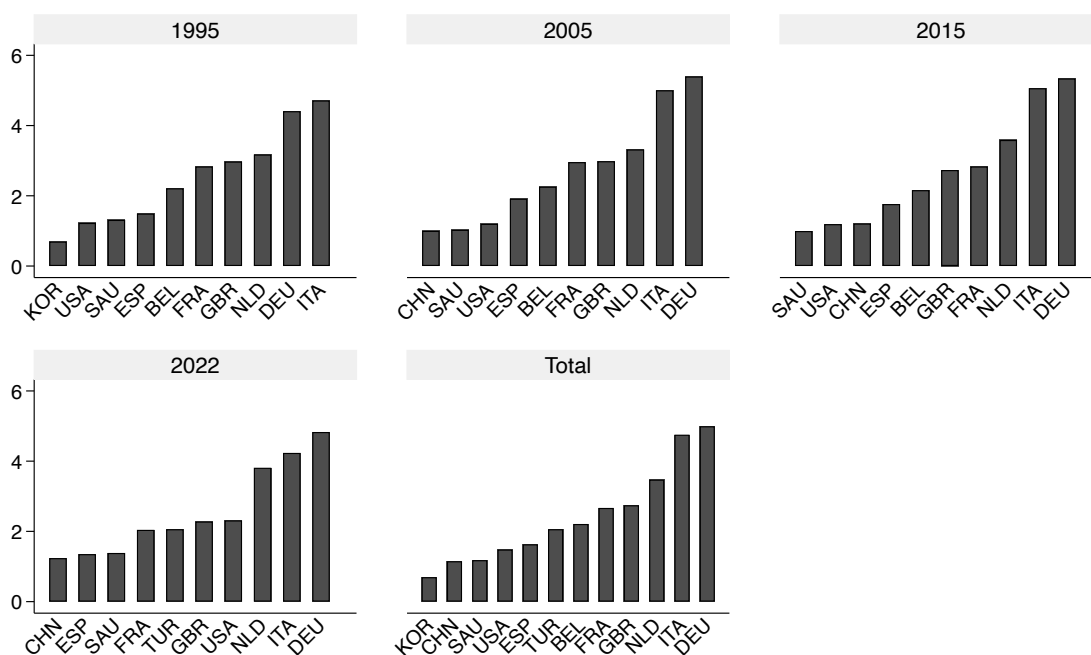 1995
2005
2015
6
4
2
0
KOR USA SAU ESP BEL FRA GBR NLD DEU ITA
CHN SAU USA ESP BEL FRA GBR NLD ITA DEU
SAU USA CHN ESP BEL GBR FRA NLD ITA DEU
2022
Total
6
4
2
0
CHN ESP SAU FRA TUR GBR USA NLD ITA DEU
KOR CHN SAU USA ESP TUR BEL FRA GBR NLD ITA DEU